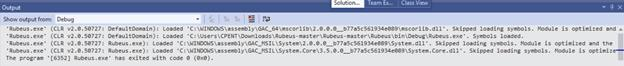 Solution... Team Ex... Class View
Output
Show output from: Debug
'Rubeus.exe' (CLR v2.0.50727: DefaultDomain): Loaded 'C:\WINDOWS\assembly\GAC_64\mscorlib\2.0.0.0__b77a5c561934e089\mscorlib.dll'. Skipped loading symbols. Module is optimized and
'Rubeus.exe' (CLR v2.0.50727: DefaultDomain): Loaded 'C:\Users\CPENT\Downloads\Rubeus-master\Rubeus-master\Rubeus\bin\Debug\Rubeus.exe'. Symbols loaded.
'Rubeus.exe' (CLR v2.0.50727: Rubeus.exe): Loaded 'C:\WINDOWS\assembly\GAC_MSIL\System\2.0.0.0__b77a5c561934e089\System.dll'. Skipped loading symbols. Module is optimized and the
'Rubeus.exe' (CLR v2.0.50727: Rubeus.exe): Loaded 'C:\WINDOWS\assembly\GAC_MSIL\System.Core\3.5.0.0__b77a5c561934e089\System.Core.dll'. Skipped loading symbols. Module is optimized
The program '[6352] Rubeus.exe' has exited with code 0 (0x0).